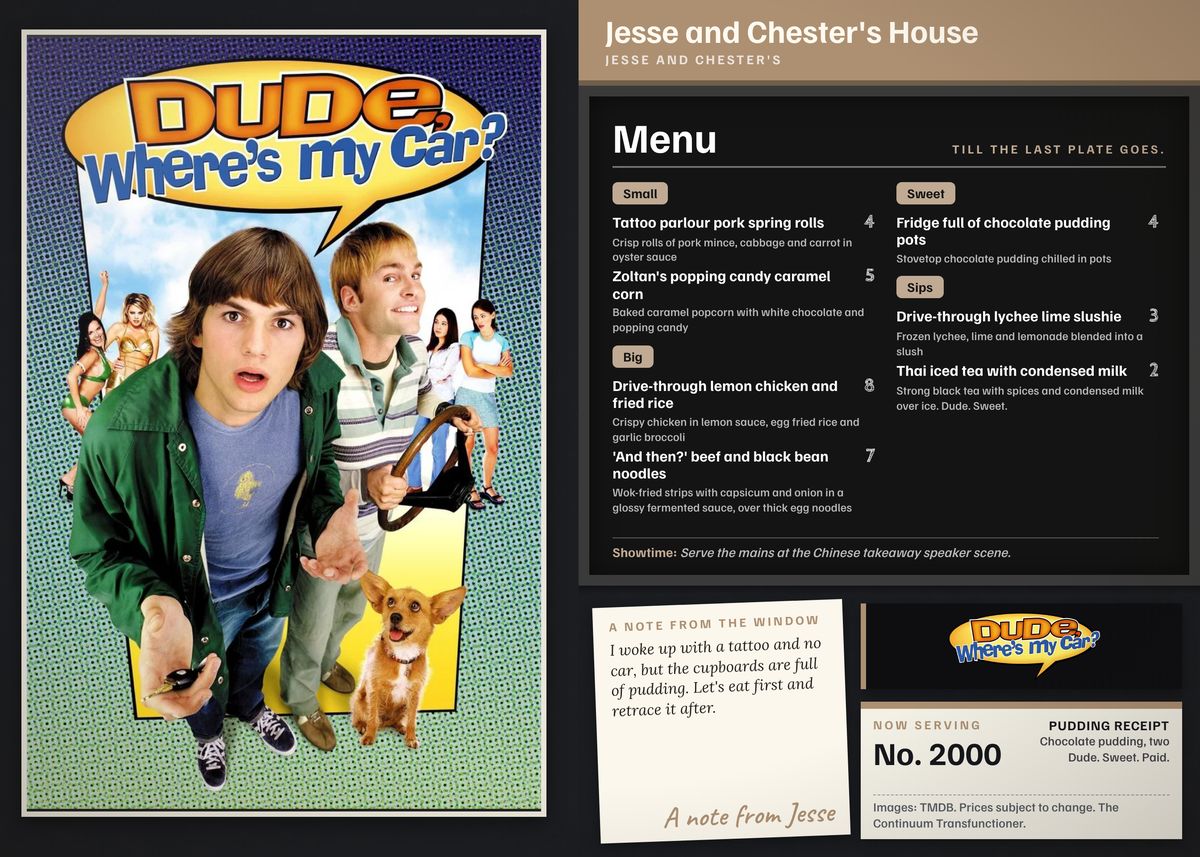 DUDE,
Where's my Car?
Jesse and Chester's House
JESSE AND CHESTER'S
Menu
TILL THE LAST PLATE GOES.
Small
Tattoo parlour pork spring rolls 4
Crisp rolls of pork mince, cabbage and carrot in
oyster sauce
Zoltan's popping candy caramel 5
corn
Baked caramel popcorn with white chocolate and
popping candy
Big
Drive-through lemon chicken and 8
fried rice
Crispy chicken in lemon sauce, egg fried rice and
garlic broccoli
'And then?' beef and black bean 7
noodles
Wok-fried strips with capsicum and onion in a
glossy fermented sauce, over thick egg noodles
Sweet
Fridge full of chocolate pudding 4
pots
Stovetop chocolate pudding chilled in pots
Sips
Drive-through lychee lime slushie 3
Frozen lychee, lime and lemonade blended into a
slush
Thai iced tea with condensed milk 2
Strong black tea with spices and condensed milk
over ice. Dude. Sweet.
Showtime: Serve the mains at the Chinese takeaway speaker scene.
A NOTE FROM THE WINDOW
I woke up with a tattoo and no
car, but the cupboards are full
of pudding. Let's eat first and
retrace it after.
A note from Jesse
DUDE,
Where's my Car?
NOW SERVING
No. 2000
PUDDING RECEIPT
Chocolate pudding, two
Dude. Sweet. Paid.
Images: TMDB. Prices subject to change. The
Continuum Transfunctioner.